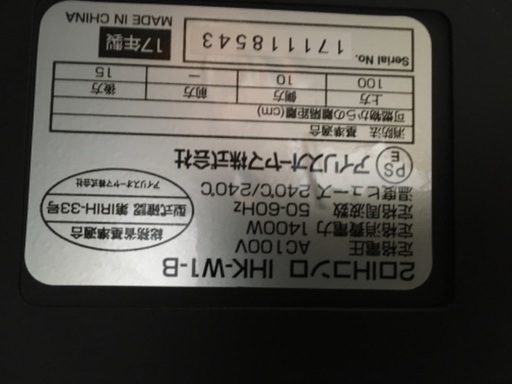 2口IHコンロ IHK-W1-B
定格電圧 AC100V
定格消費電力 1400W
定格周波数 50-60Hz
温度ヒューズ 240℃/240℃
総務省基準適合
型式確認 第IRIH-33号
アイリスオーヤマ株式会社
PS
E
アイリスオーヤマ株式会社
消防法 基準適合
可燃物からの離隔距離(cm)
上方 側方 前方 後方
100 10 ー 15
Serial No. 171118543
17年製
MADE IN CHINA